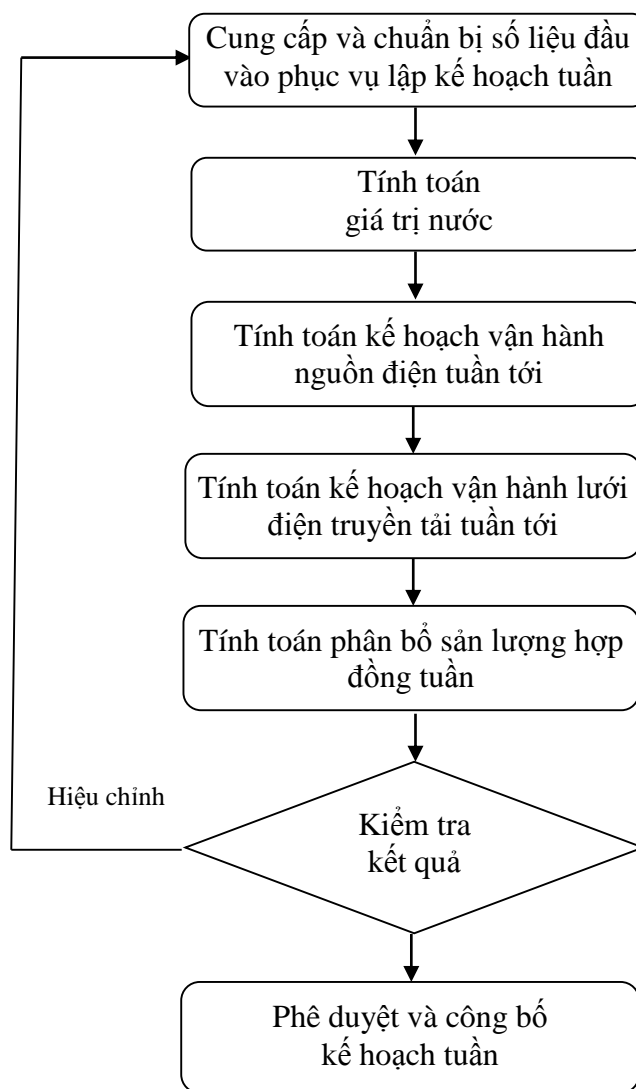 Cung cấp và chuẩn bị số liệu đầu
vào phục vụ lập kế hoạch tuần
Tính toán
giá trị nước
Tính toán kế hoạch vận hành
nguồn điện tuần tới
Tính toán kế hoạch vận hành lưới
điện truyền tải tuần tới
Tính toán phân bổ sản lượng hợp
đồng tuần
Hiệu chỉnh
Kiểm tra
kết quả
Phê duyệt và công bố
kế hoạch tuần